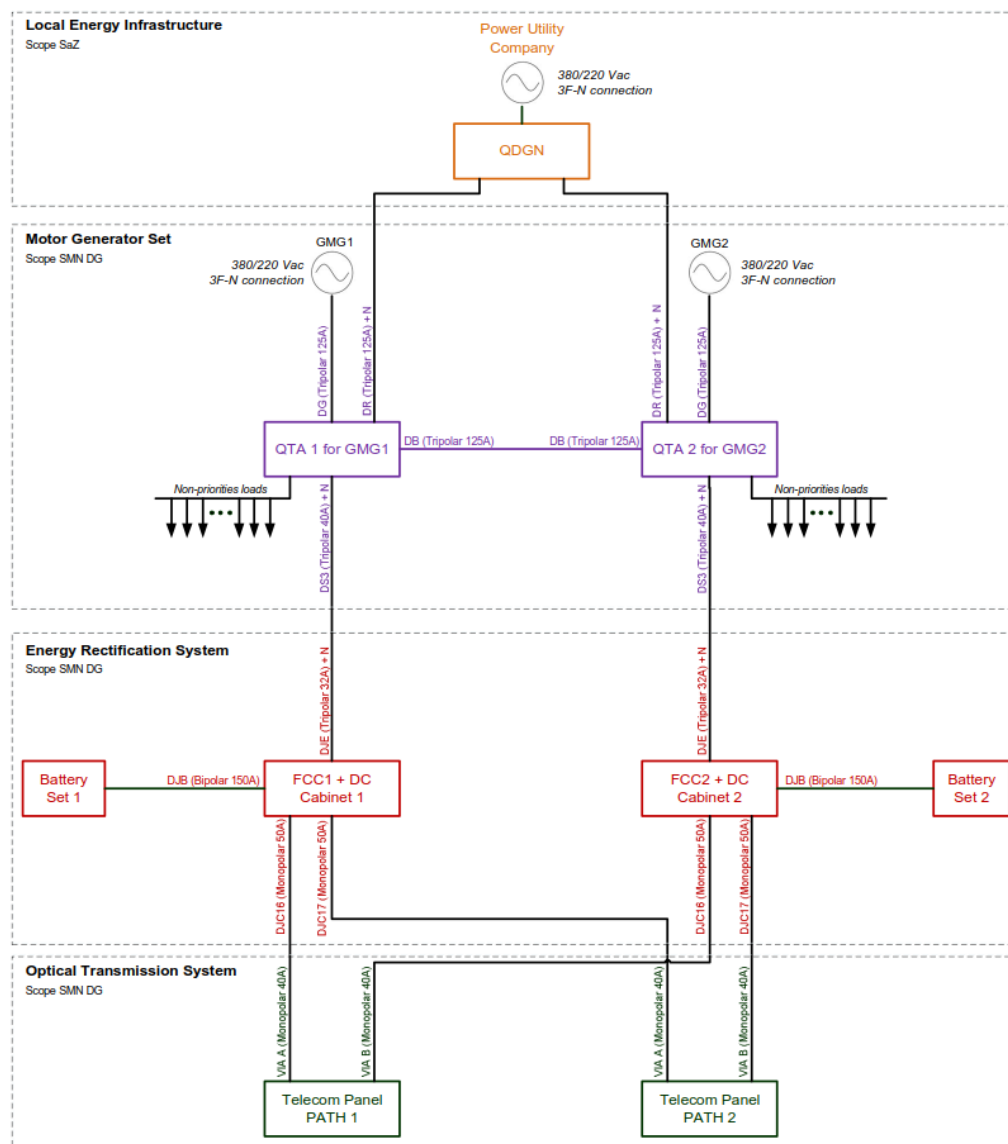 Local Energy Infrastructure
Scope SaZ
Power Utility
Company
380/220 Vac
3F-N connection
QDGN
Motor Generator Set
Scope SMN DG
GMG1
380/220 Vac
3F-N connection
GMG2
380/220 Vac
3F-N connection
DG (Tripolar 125A)
DR (Tripolar 125A) + N
DR (Tripolar 125A) + N
DG (Tripolar 125A)
QTA 1 for GMG1
DB (Tripolar 125A)
DB (Tripolar 125A)
QTA 2 for GMG2
Non-priorities loads
Non-priorities loads
DS3 (Tripolar 40A) + N
DS3 (Tripolar 40A) + N
Energy Rectification System
Scope SMN DG
DJE (Tripolar 32A) + N
DJE (Tripolar 32A) + N
Battery
Set 1
DJB (Bipolar 150A)
FCC1 + DC
Cabinet 1
FCC2 + DC
Cabinet 2
DJB (Bipolar 150A)
Battery
Set 2
DJC16 (Monopolar 50A)
DJC17 (Monopolar 50A)
DJC16 (Monopolar 50A)
DJC17 (Monopolar 50A)
Optical Transmission System
Scope SMN DG
VIA A (Monopolar 40A)
VIA B (Monopolar 40A)
VIA A (Monopolar 40A)
VIA B (Monopolar 40A)
Telecom Panel
PATH 1
Telecom Panel
PATH 2